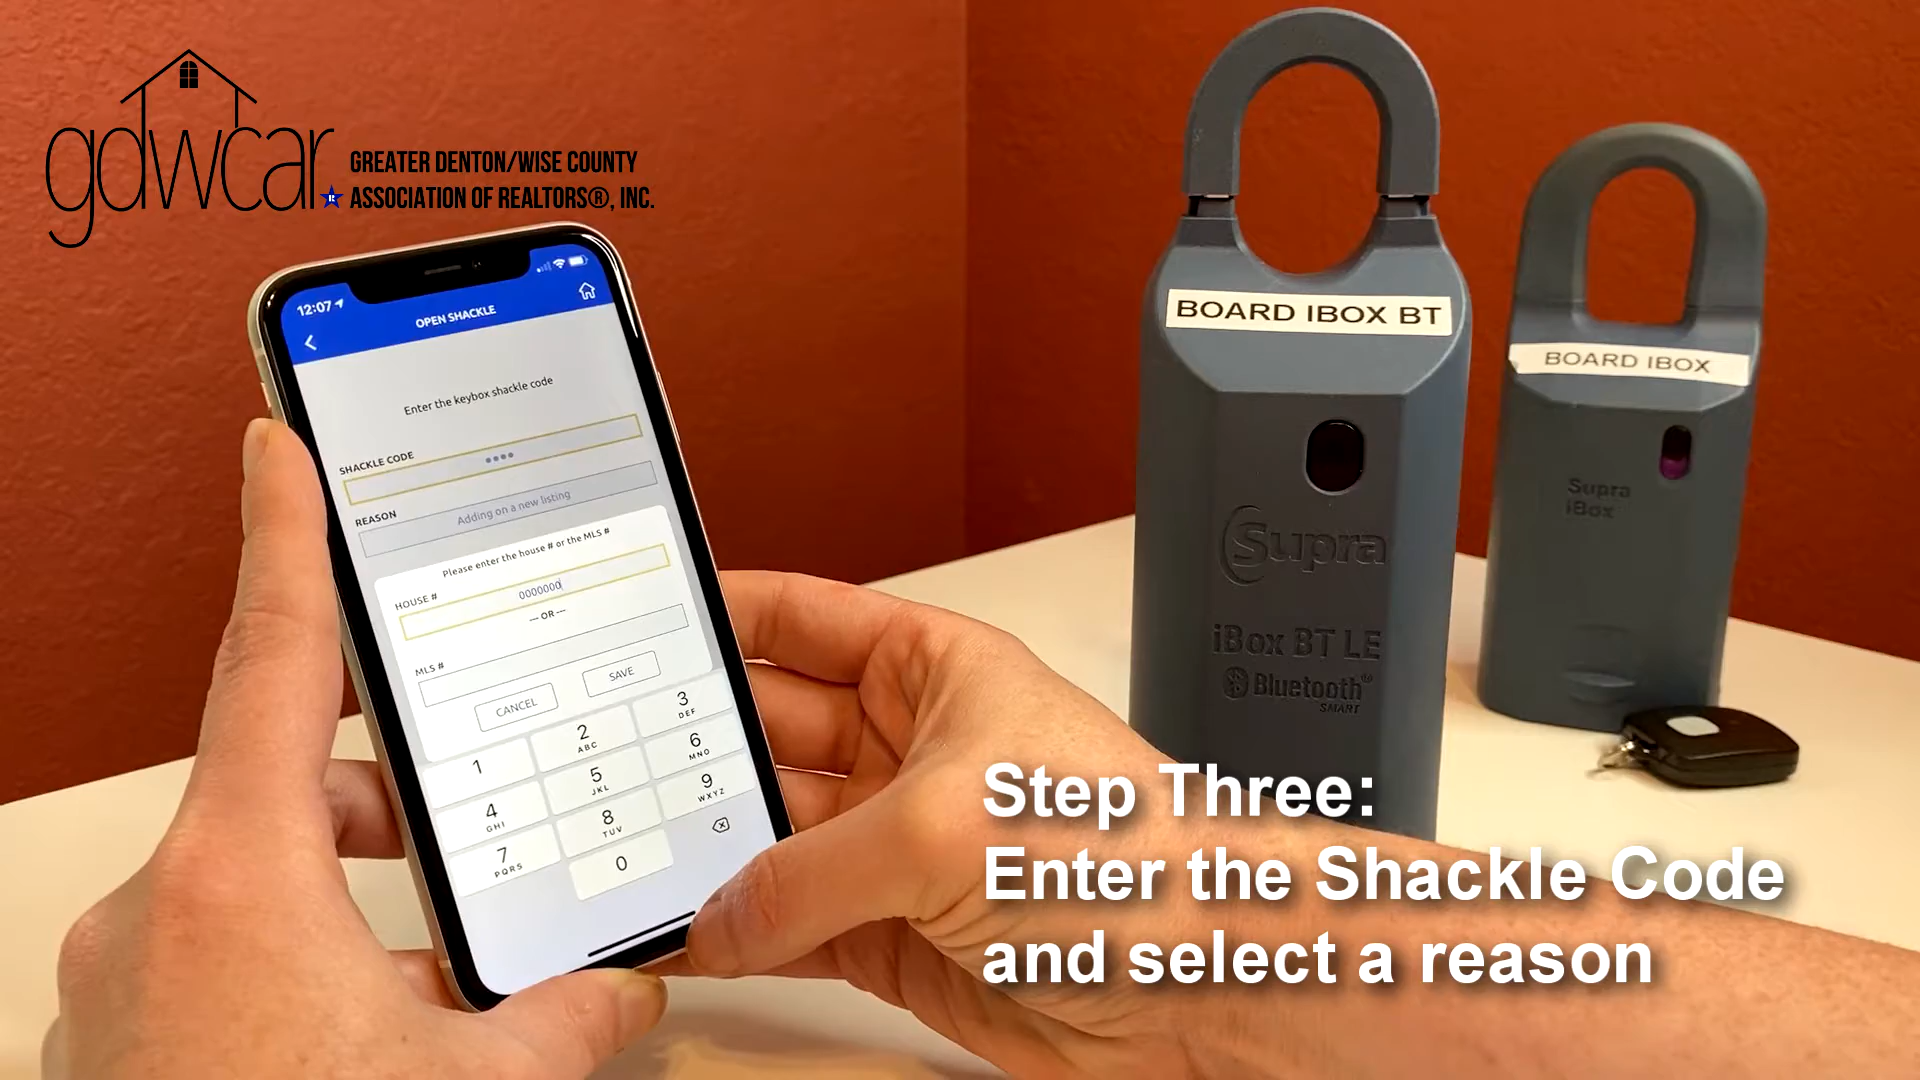 gdwcar
GREATER DENTON/WISE COUNTY
ASSOCIATION OF REALTORS®, INC.
R
12:07
OPEN SHACKLE
Enter the keybox shackle code
SHACKLE CODE
••••
REASON
Adding on a new listing
Please enter the house # or the MLS #
HOUSE #
0000000
--- OR ---
MLS #
CANCEL
SAVE
1
2
ABC
3
DEF
4
GHI
5
JKL
6
MNO
7
PQRS
8
TUV
9
WXYZ
0
BOARD IBOX BT
Supra
iBox BT LE
Bluetooth®
SMART
BOARD IBOX
Supra
iBox
Step Three:
Enter the Shackle Code
and select a reason